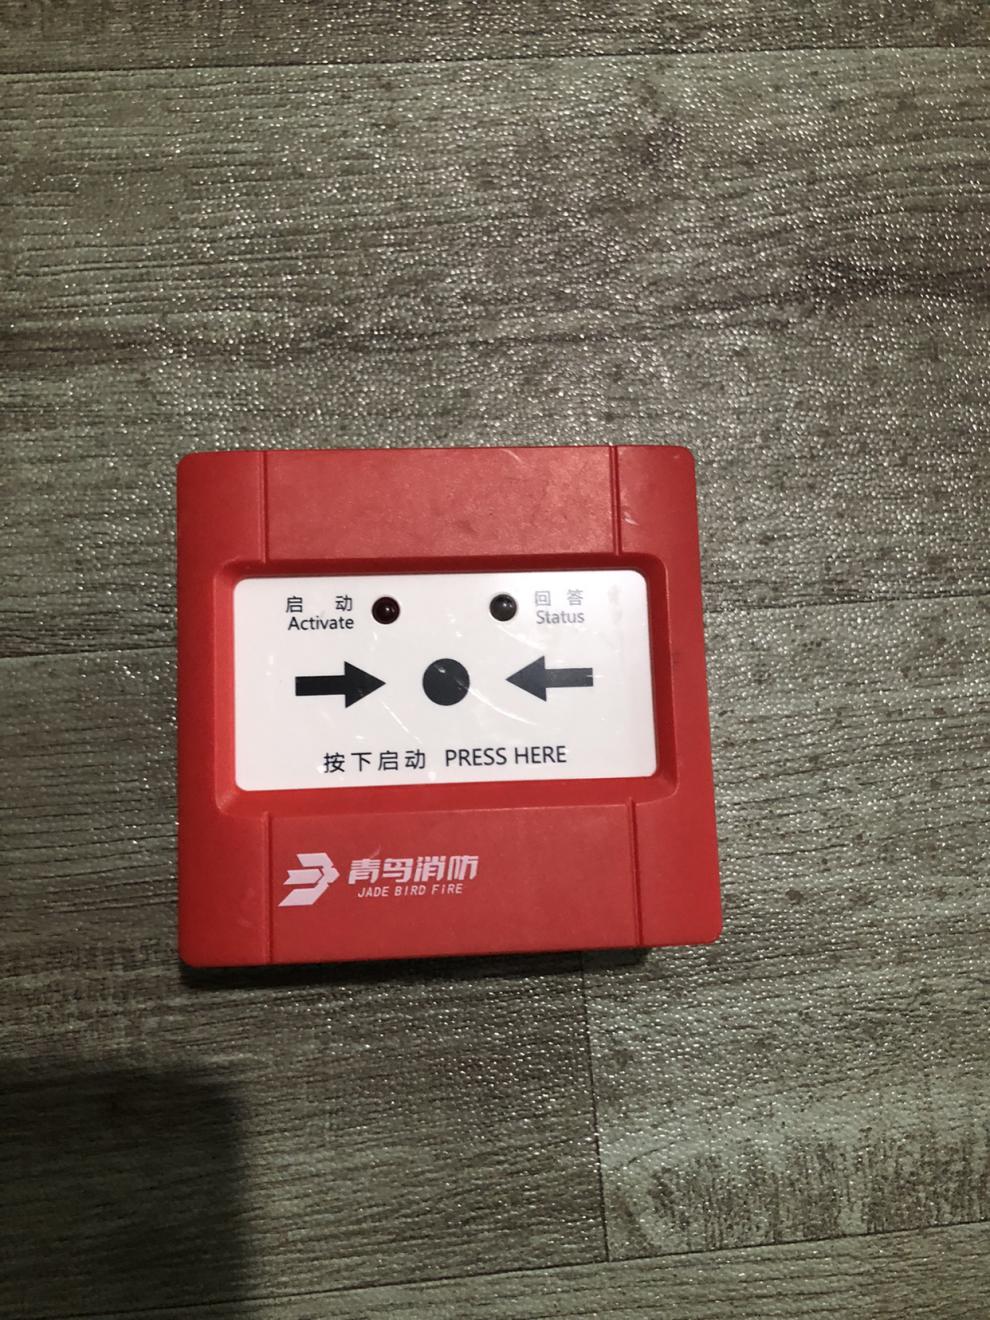 启 动 回 答
Activate Status
按下启动 PRESS HERE
青鸟消防
JADE BIRD FIRE